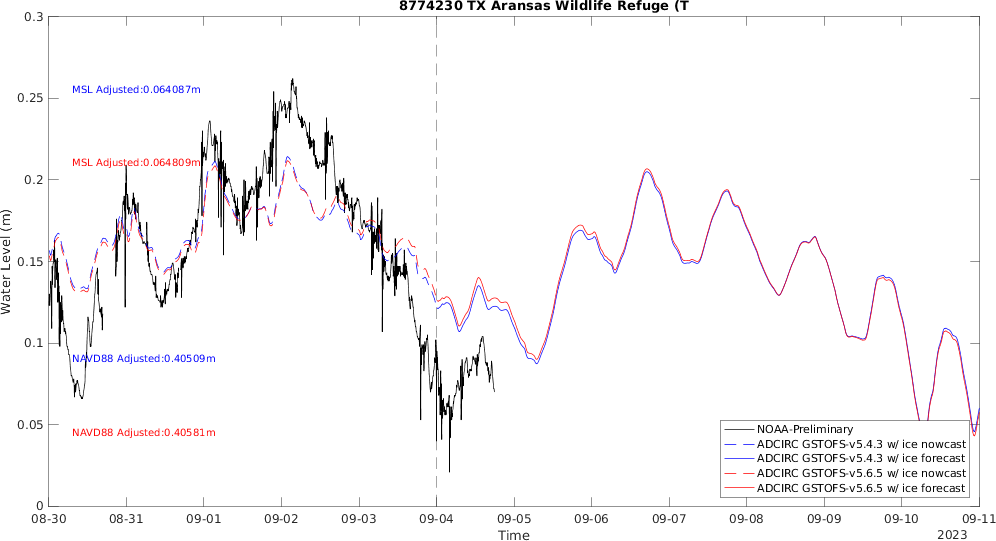 8774230 TX Aransas Wildlife Refuge (T
0.3
0.25
0.2
0.15
0.1
0.05
0
Water Level (m)
MSL Adjusted:0.064087m
MSL Adjusted:0.064809m
NAVD88 Adjusted:0.40509m
NAVD88 Adjusted:0.40581m
NOAA-Preliminary
ADCIRC GSTOFS-v5.4.3 w/ ice nowcast
ADCIRC GSTOFS-v5.4.3 w/ ice forecast
ADCIRC GSTOFS-v5.6.5 w/ ice nowcast
ADCIRC GSTOFS-v5.6.5 w/ ice forecast
08-30 08-31 09-01 09-02 09-03 09-04 09-05 09-06 09-07 09-08 09-09 09-10 09-11
Time
2023